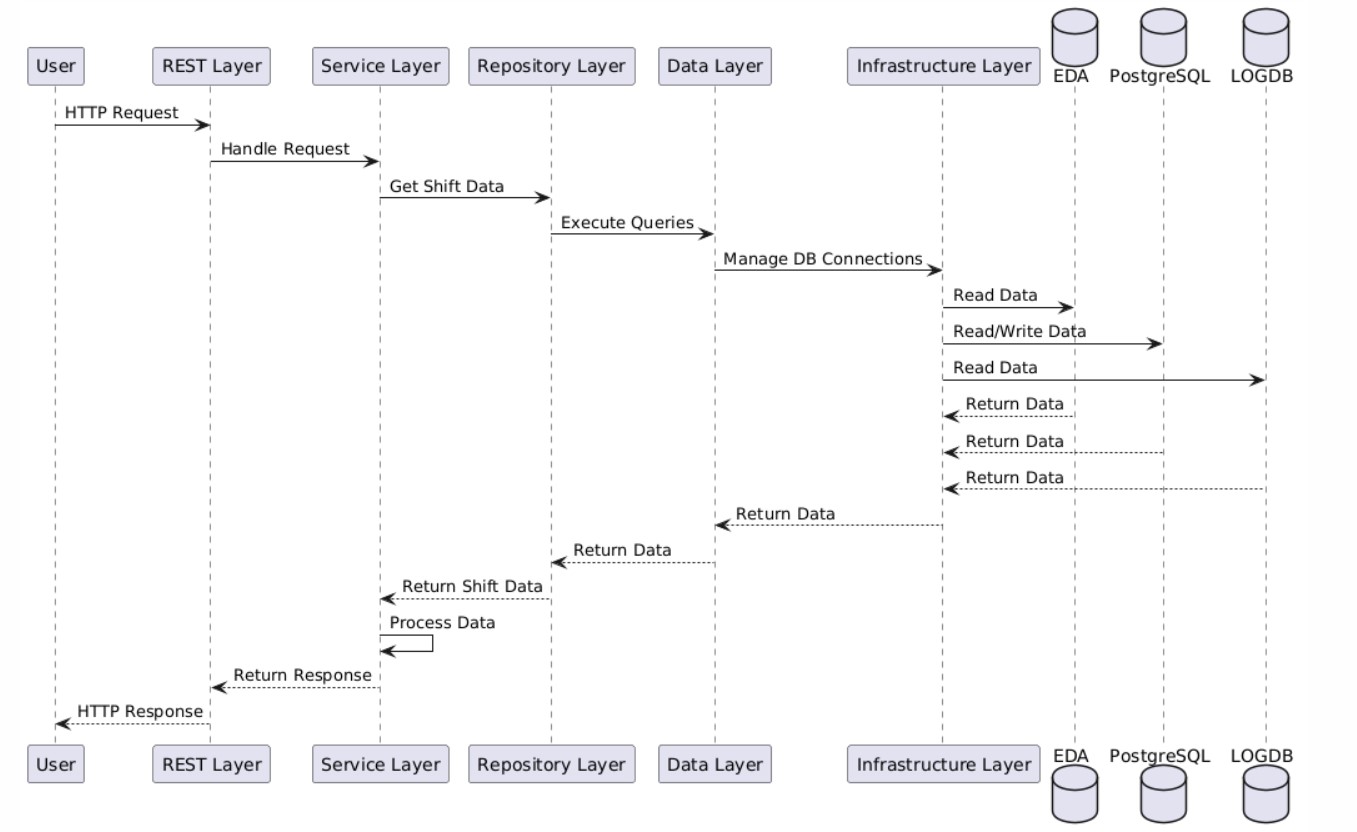 User
REST Layer
Service Layer
Repository Layer
Data Layer
Infrastructure Layer
EDA
PostgreSQL
LOGDB
HTTP Request
Handle Request
Get Shift Data
Execute Queries
Manage DB Connections
Read Data
Read/Write Data
Read Data
Return Data
Return Data
Return Data
Return Data
Return Data
Return Shift Data
Process Data
Return Response
HTTP Response
User
REST Layer
Service Layer
Repository Layer
Data Layer
Infrastructure Layer
EDA
PostgreSQL
LOGDB